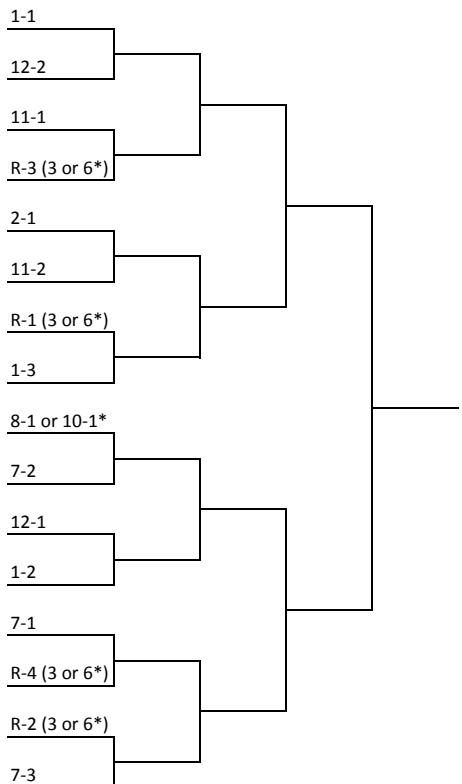 1-1
12-2
11-1
R-3 (3 or 6*)
2-1
11-2
R-1 (3 or 6*)
1-3
8-1 or 10-1*
7-2
12-1
1-2
7-1
R-4 (3 or 6*)
R-2 (3 or 6*)
7-3